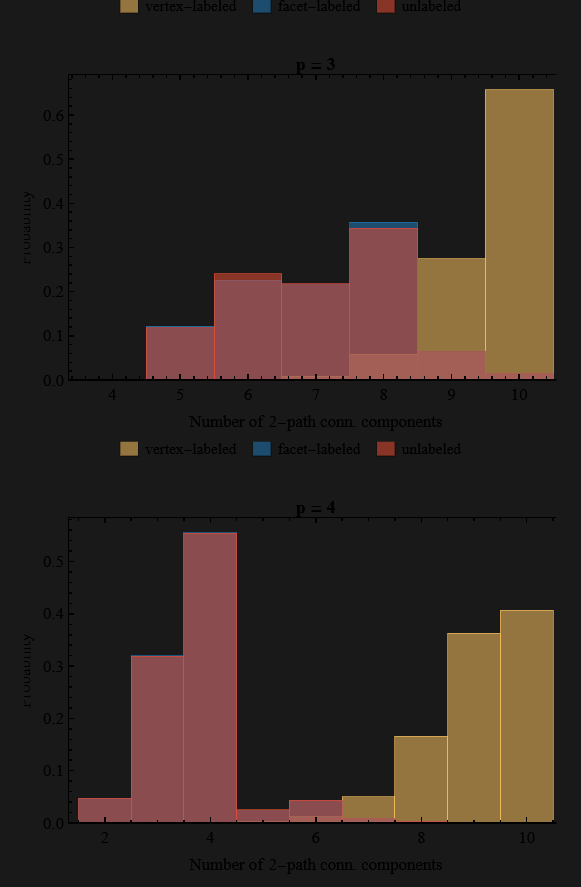 vertex−labeled facet−labeled unlabeled
p = 3
0.6
0.5
0.4
0.3
0.2
0.1
0.0
Probability
4 5 6 7 8 9 10
Number of 2−path conn. components
vertex−labeled facet−labeled unlabeled
p = 4
0.5
0.4
0.3
0.2
0.1
0.0
Probability
2 4 6 8 10
Number of 2−path conn. components